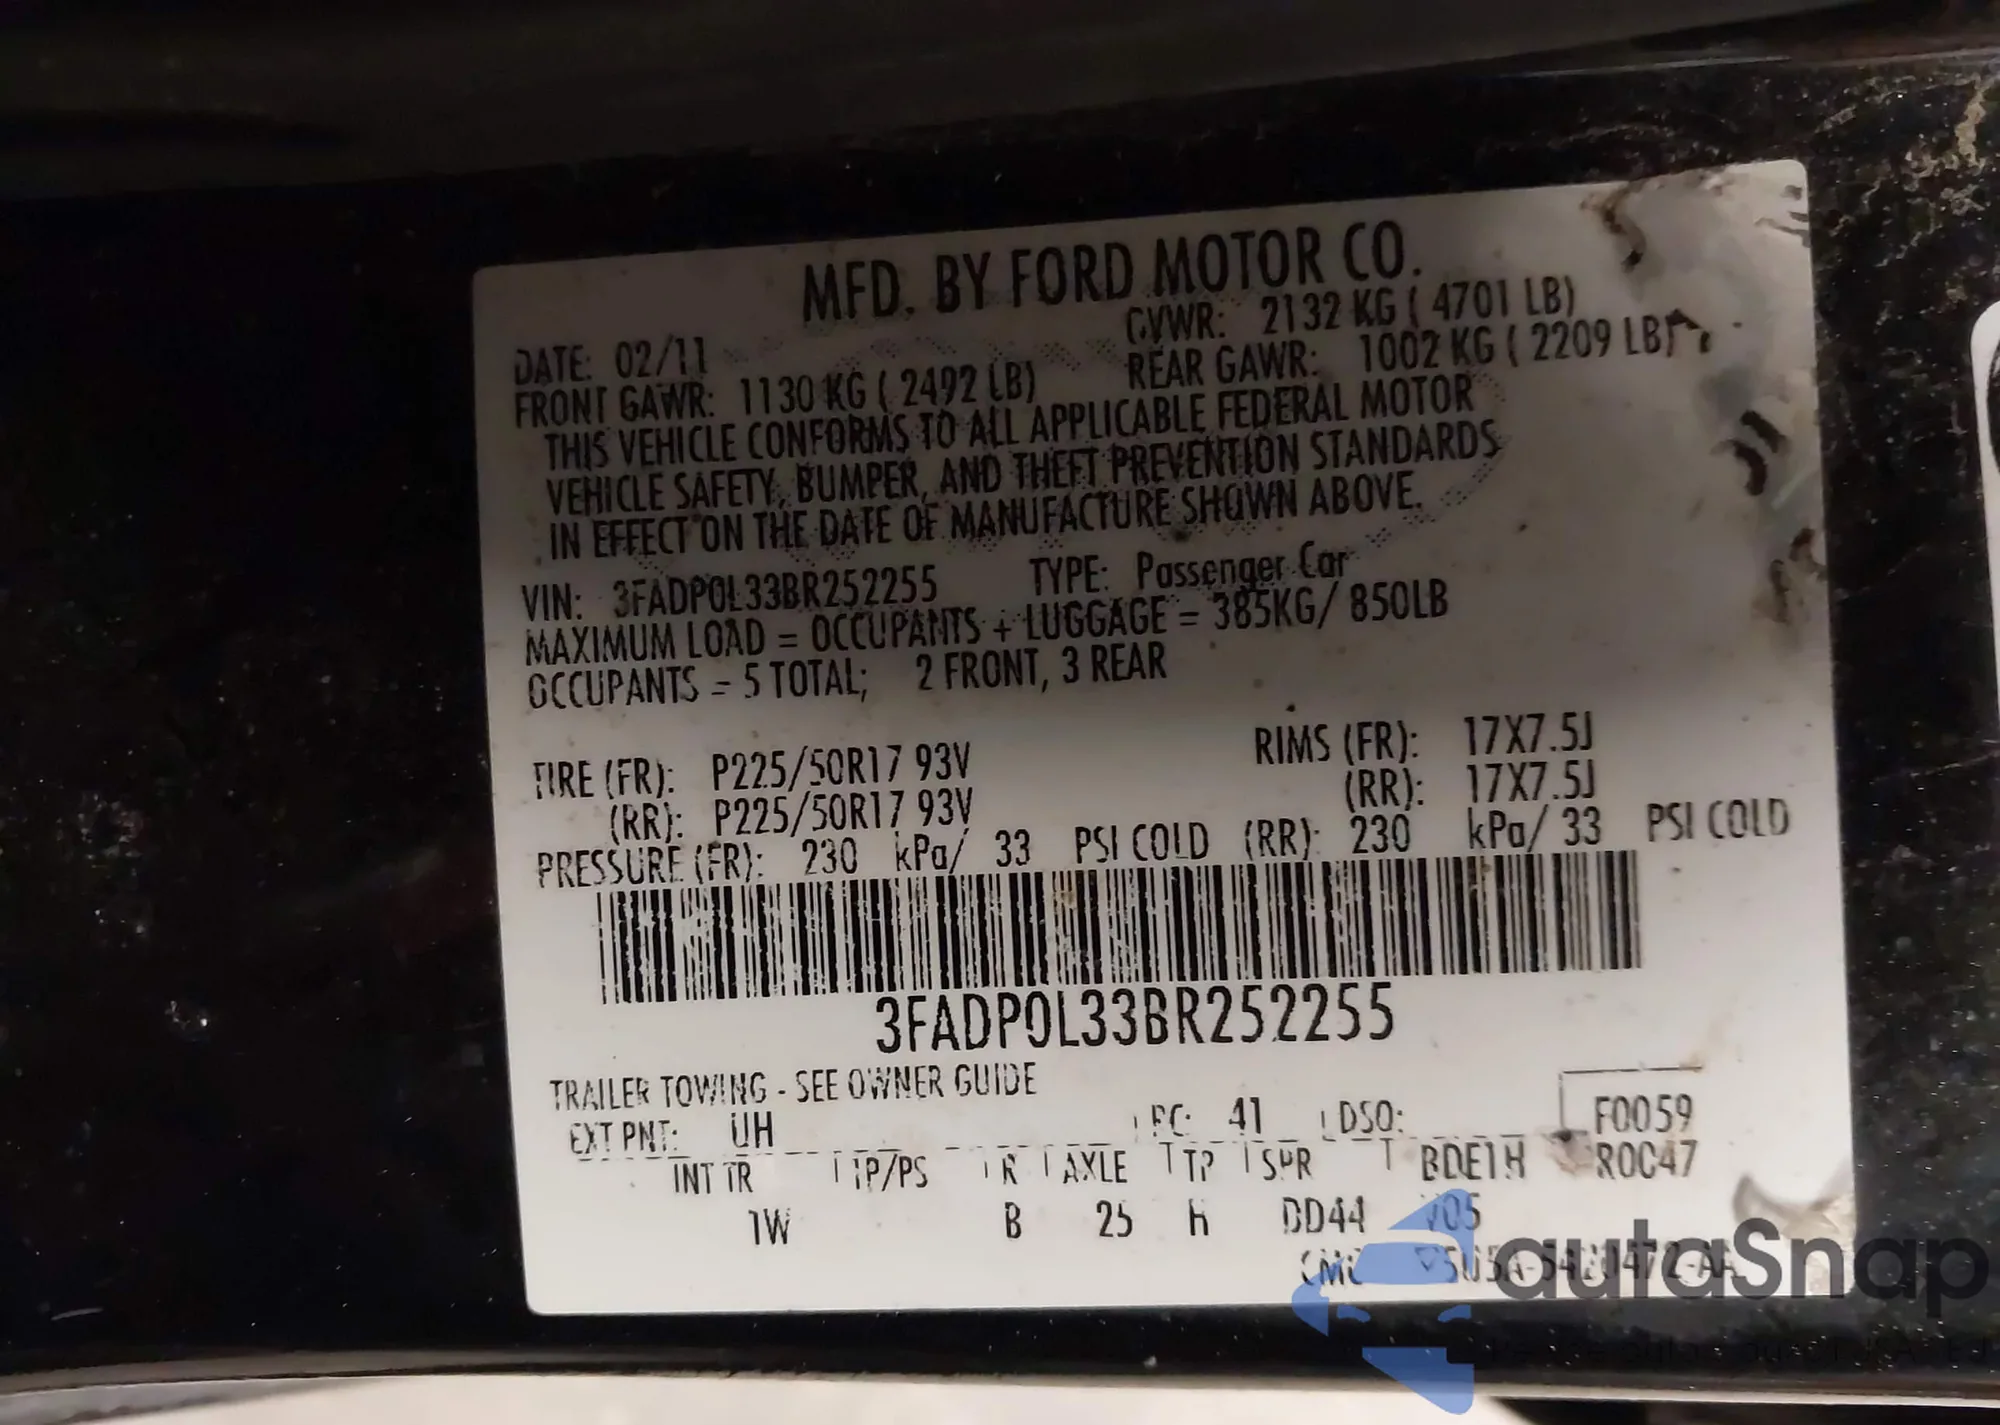 MFD. BY FORD MOTOR CO.
DATE: 02/11 GVWR: 2132 KG ( 4701 LB)
FRONT GAWR: 1130 KG ( 2492 LB) REAR GAWR: 1002 KG ( 2209 LB)
THIS VEHICLE CONFORMS TO ALL APPLICABLE FEDERAL MOTOR
VEHICLE SAFETY, BUMPER, AND THEFT PREVENTION STANDARDS
IN EFFECT ON THE DATE OF MANUFACTURE SHOWN ABOVE.
VIN: 3FADP0L33BR252255 TYPE: Passenger Car
MAXIMUM LOAD = OCCUPANTS + LUGGAGE = 385KG/ 850LB
OCCUPANTS = 5 TOTAL; 2 FRONT, 3 REAR
TIRE (FR): P225/50R17 93V RIMS (FR): 17X7.5J
(RR): P225/50R17 93V (RR): 17X7.5J
PRESSURE (FR): 230 kPa/ 33 PSI COLD (RR): 230 kPa/ 33 PSI COLD
3FADP0L33BR252255
TRAILER TOWING - SEE OWNER GUIDE
EXT PNT: UH RC: 41 DSO: F0059
INT TR TP/PS R AXLE TP SPR BDE1H R0C47
1W B 25 H DD44 V05
autaSnap